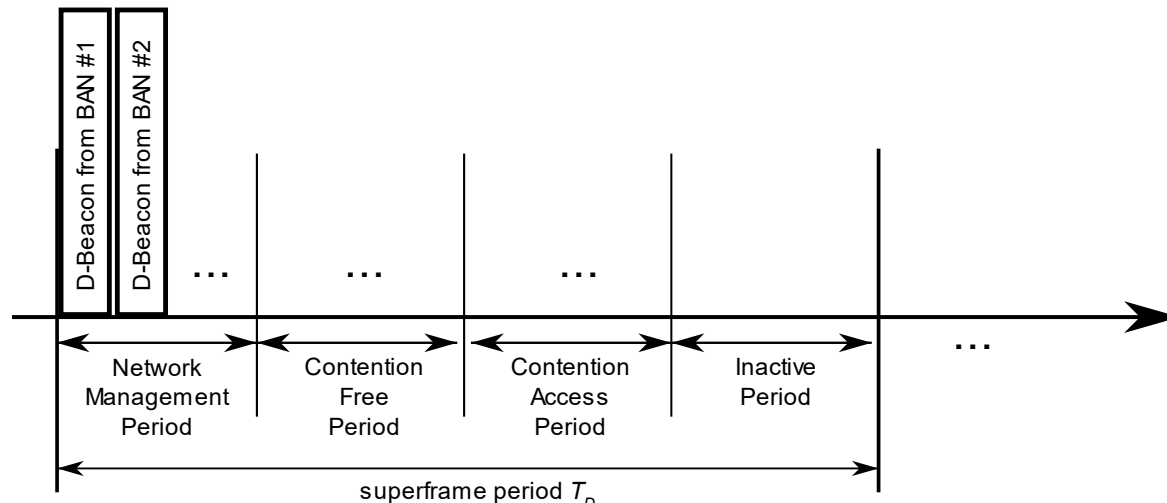 D-Beacon from BAN #1
D-Beacon from BAN #2
... ... ...
...
Network
Management
Period
Contention
Free
Period
Contention
Access
Period
Inactive
Period
superframe period T_D